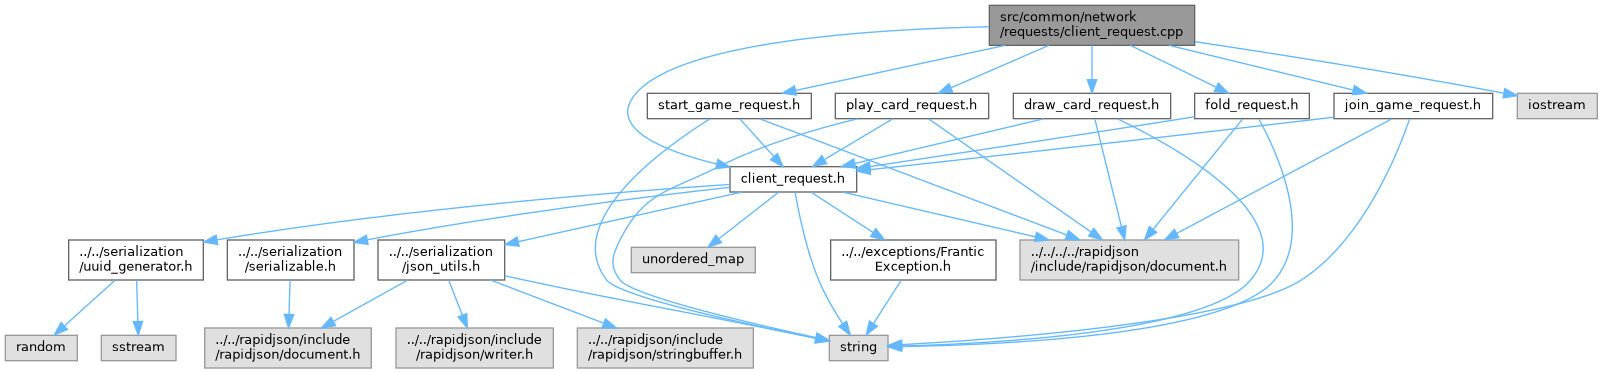 src/common/network
/requests/client_request.cpp
start_game_request.h
play_card_request.h
draw_card_request.h
fold_request.h
join_game_request.h
iostream
client_request.h
../../serialization
/uuid_generator.h
../../serialization
/serializable.h
../../serialization
/json_utils.h
unordered_map
../../exceptions/Frantic
Exception.h
../../../../rapidjson
/include/rapidjson/document.h
random
sstream
../../rapidjson/include
/rapidjson/document.h
../../rapidjson/include
/rapidjson/writer.h
../../rapidjson/include
/rapidjson/stringbuffer.h
string